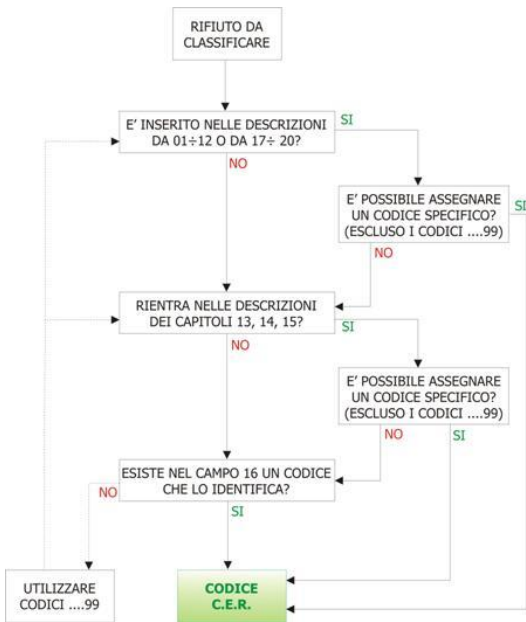 RIFIUTO DA
CLASSIFICARE
E' INSERITO NELLE DESCRIZIONI
DA 01÷12 O DA 17÷ 20?
SI
NO
E' POSSIBILE ASSEGNARE
UN CODICE SPECIFICO?
(ESCLUSO I CODICI ....99)
SI
NO
RIENTRA NELLE DESCRIZIONI
DEI CAPITOLI 13, 14, 15?
SI
NO
E' POSSIBILE ASSEGNARE
UN CODICE SPECIFICO?
(ESCLUSO I CODICI ....99)
NO
SI
ESISTE NEL CAMPO 16 UN CODICE
CHE LO IDENTIFICA?
NO
SI
UTILIZZARE
CODICI ....99
CODICE
C.E.R.